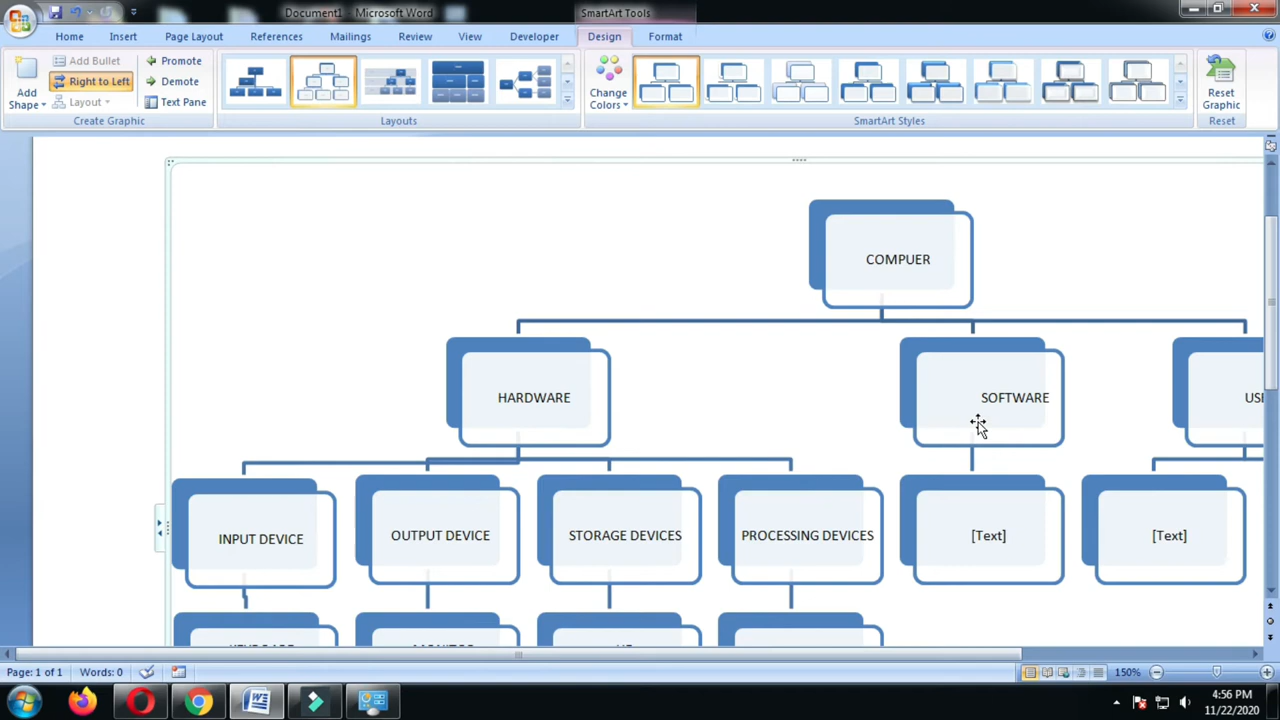 Document1 - Microsoft Word
SmartArt Tools
Home
Insert
Page Layout
References
Mailings
Review
View
Developer
Design
Format
Add Shape
Add Bullet
Right to Left
Layout
Promote
Demote
Text Pane
Create Graphic
Layouts
Change Colors
SmartArt Styles
Reset Graphic
Reset
COMPUER
HARDWARE
SOFTWARE
INPUT DEVICE
OUTPUT DEVICE
STORAGE DEVICES
PROCESSING DEVICES
[Text]
[Text]
KEYBOARD
MONITOR
Page: 1 of 1
Words: 0
150%
4:56 PM
11/22/2020